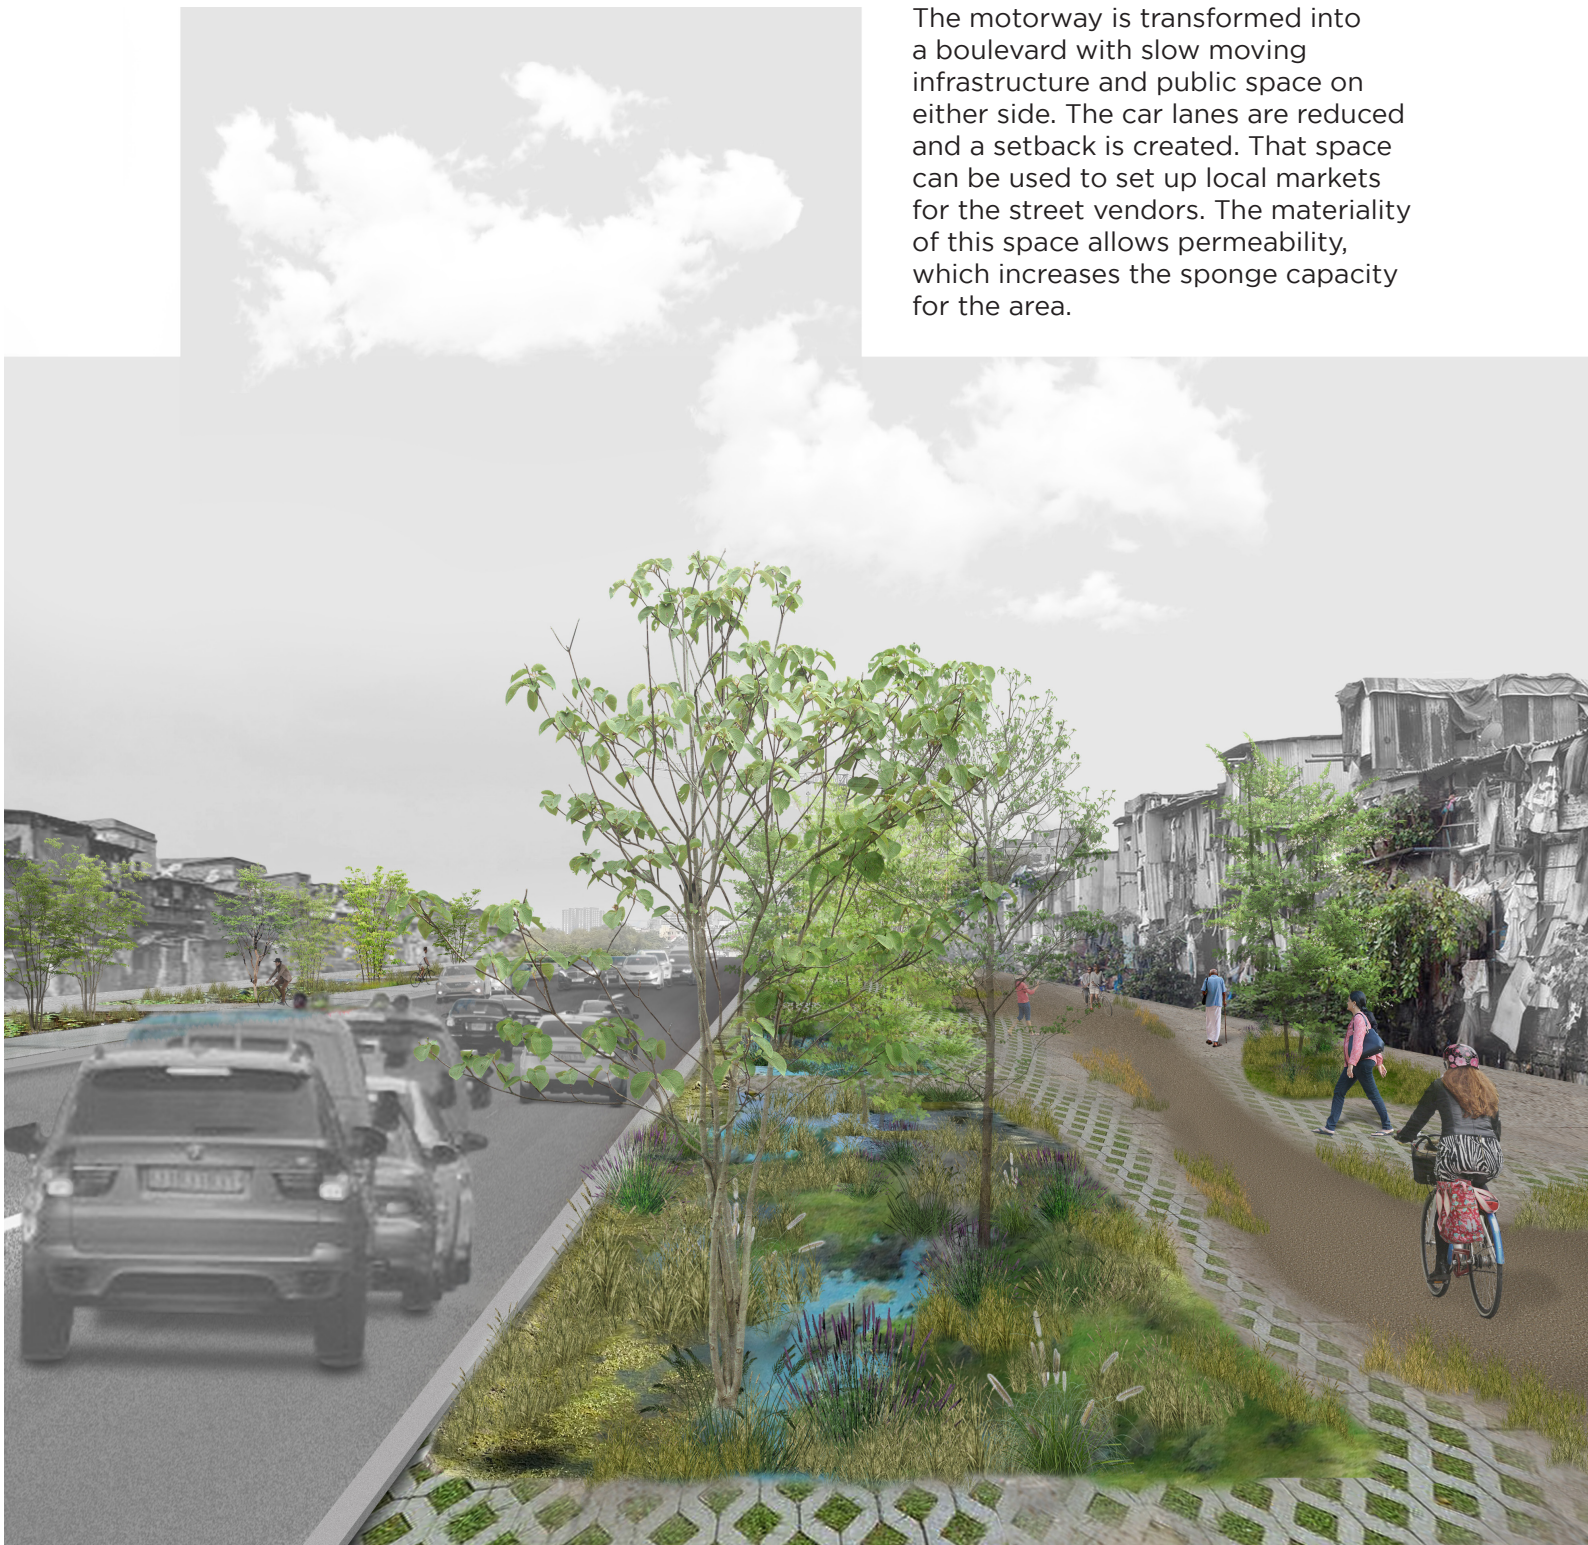 The motorway is transformed into
a boulevard with slow moving
infrastructure and public space on
either side. The car lanes are reduced
and a setback is created. That space
can be used to set up local markets
for the street vendors. The materiality
of this space allows permeability,
which increases the sponge capacity
for the area.